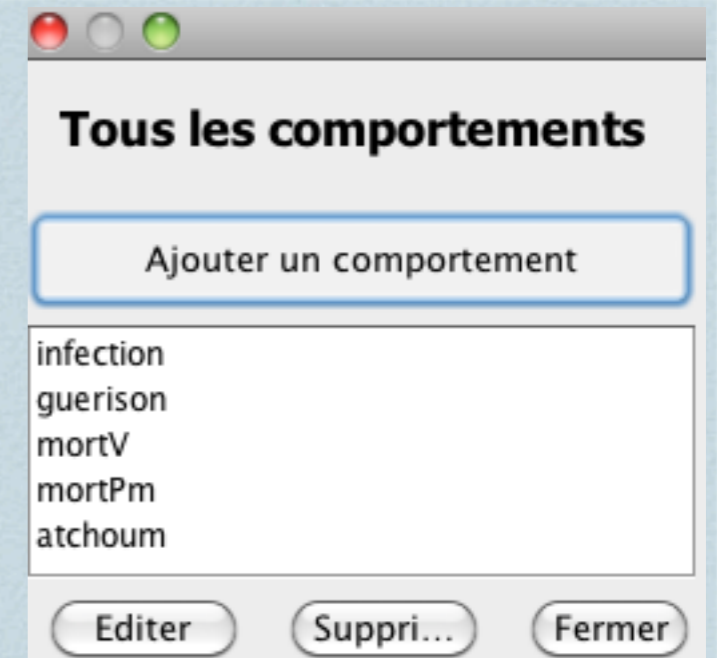 Tous les comportements
Ajouter un comportement
infection
guerison
mortV
mortPm
atchoum
Editer Suppri... Fermer